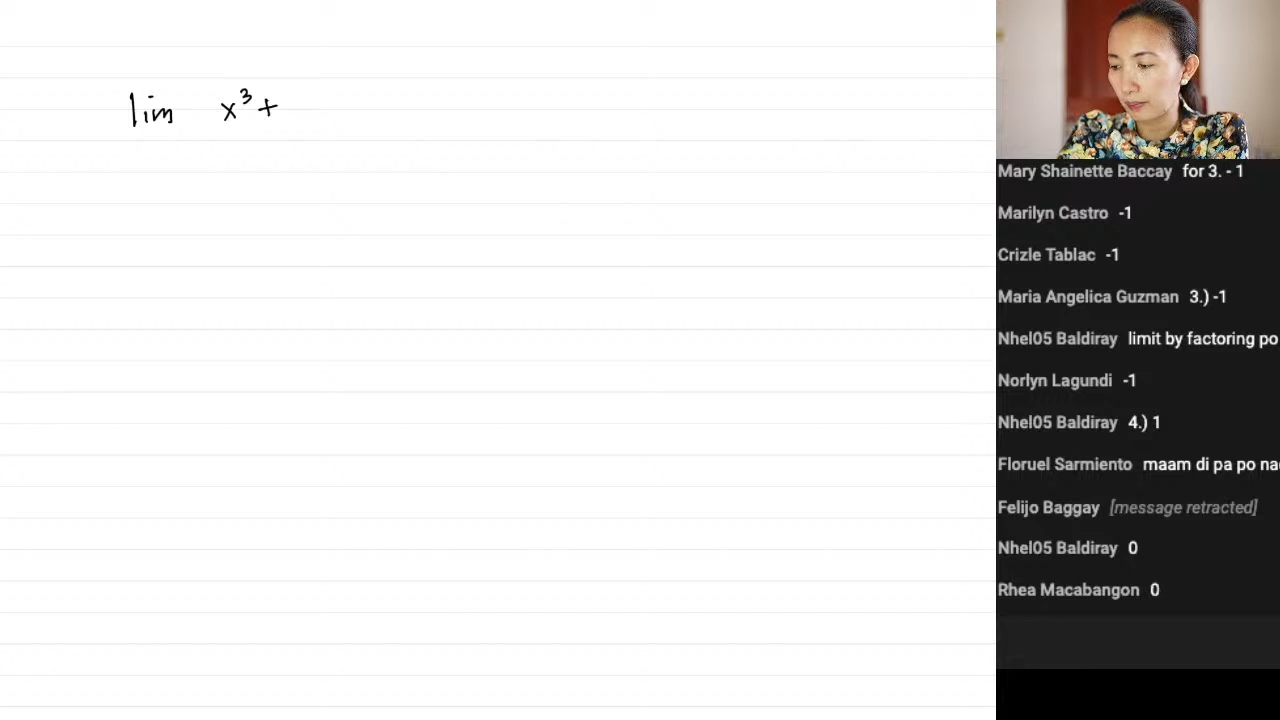 lim x³+
Mary Shainette Baccay for 3. - 1
Marilyn Castro -1
Crizle Tablac -1
Maria Angelica Guzman 3.) -1
Nhel05 Baldiray limit by factoring po
Norlyn Lagundi -1
Nhel05 Baldiray 4.) 1
Floruel Sarmiento maam di pa po na
Felijo Baggay [message retracted]
Nhel05 Baldiray 0
Rhea Macabangon 0